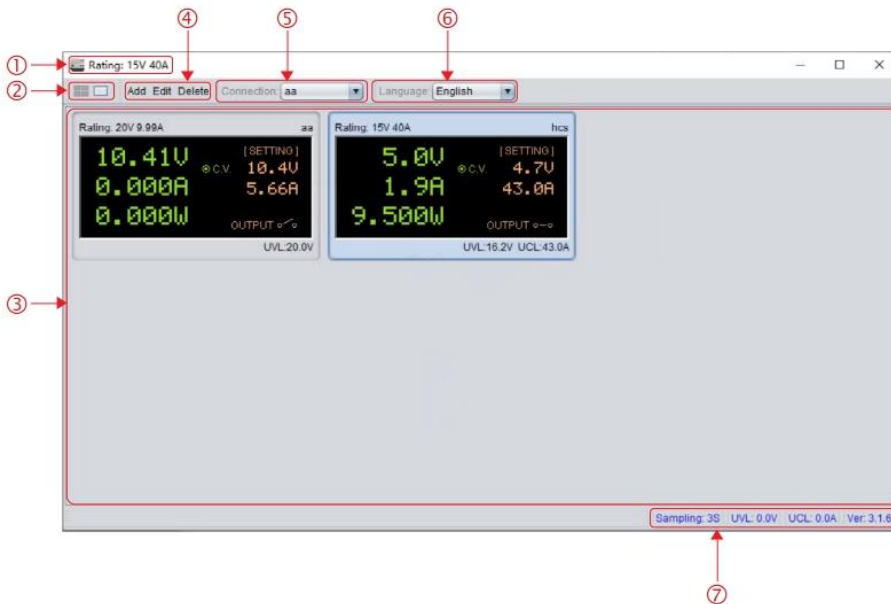 ④ ⑤ ⑥
① Rating: 15V 40A
② Add Edit Delete Connection: aa Language: English
Rating: 20V 9.99A aa
10.41V [SETTING]
C.V. 10.4V
0.000A 5.66A
0.000W OUTPUT
UVL:20.0V
Rating: 15V 40A hcs
5.0V [SETTING]
C.V. 4.7V
1.9A 43.0A
9.500W OUTPUT
UVL:16.2V UCL:43.0A
③
Sampling: 3S UVL: 0.0V UCL: 0.0A Ver: 3.1.6
⑦